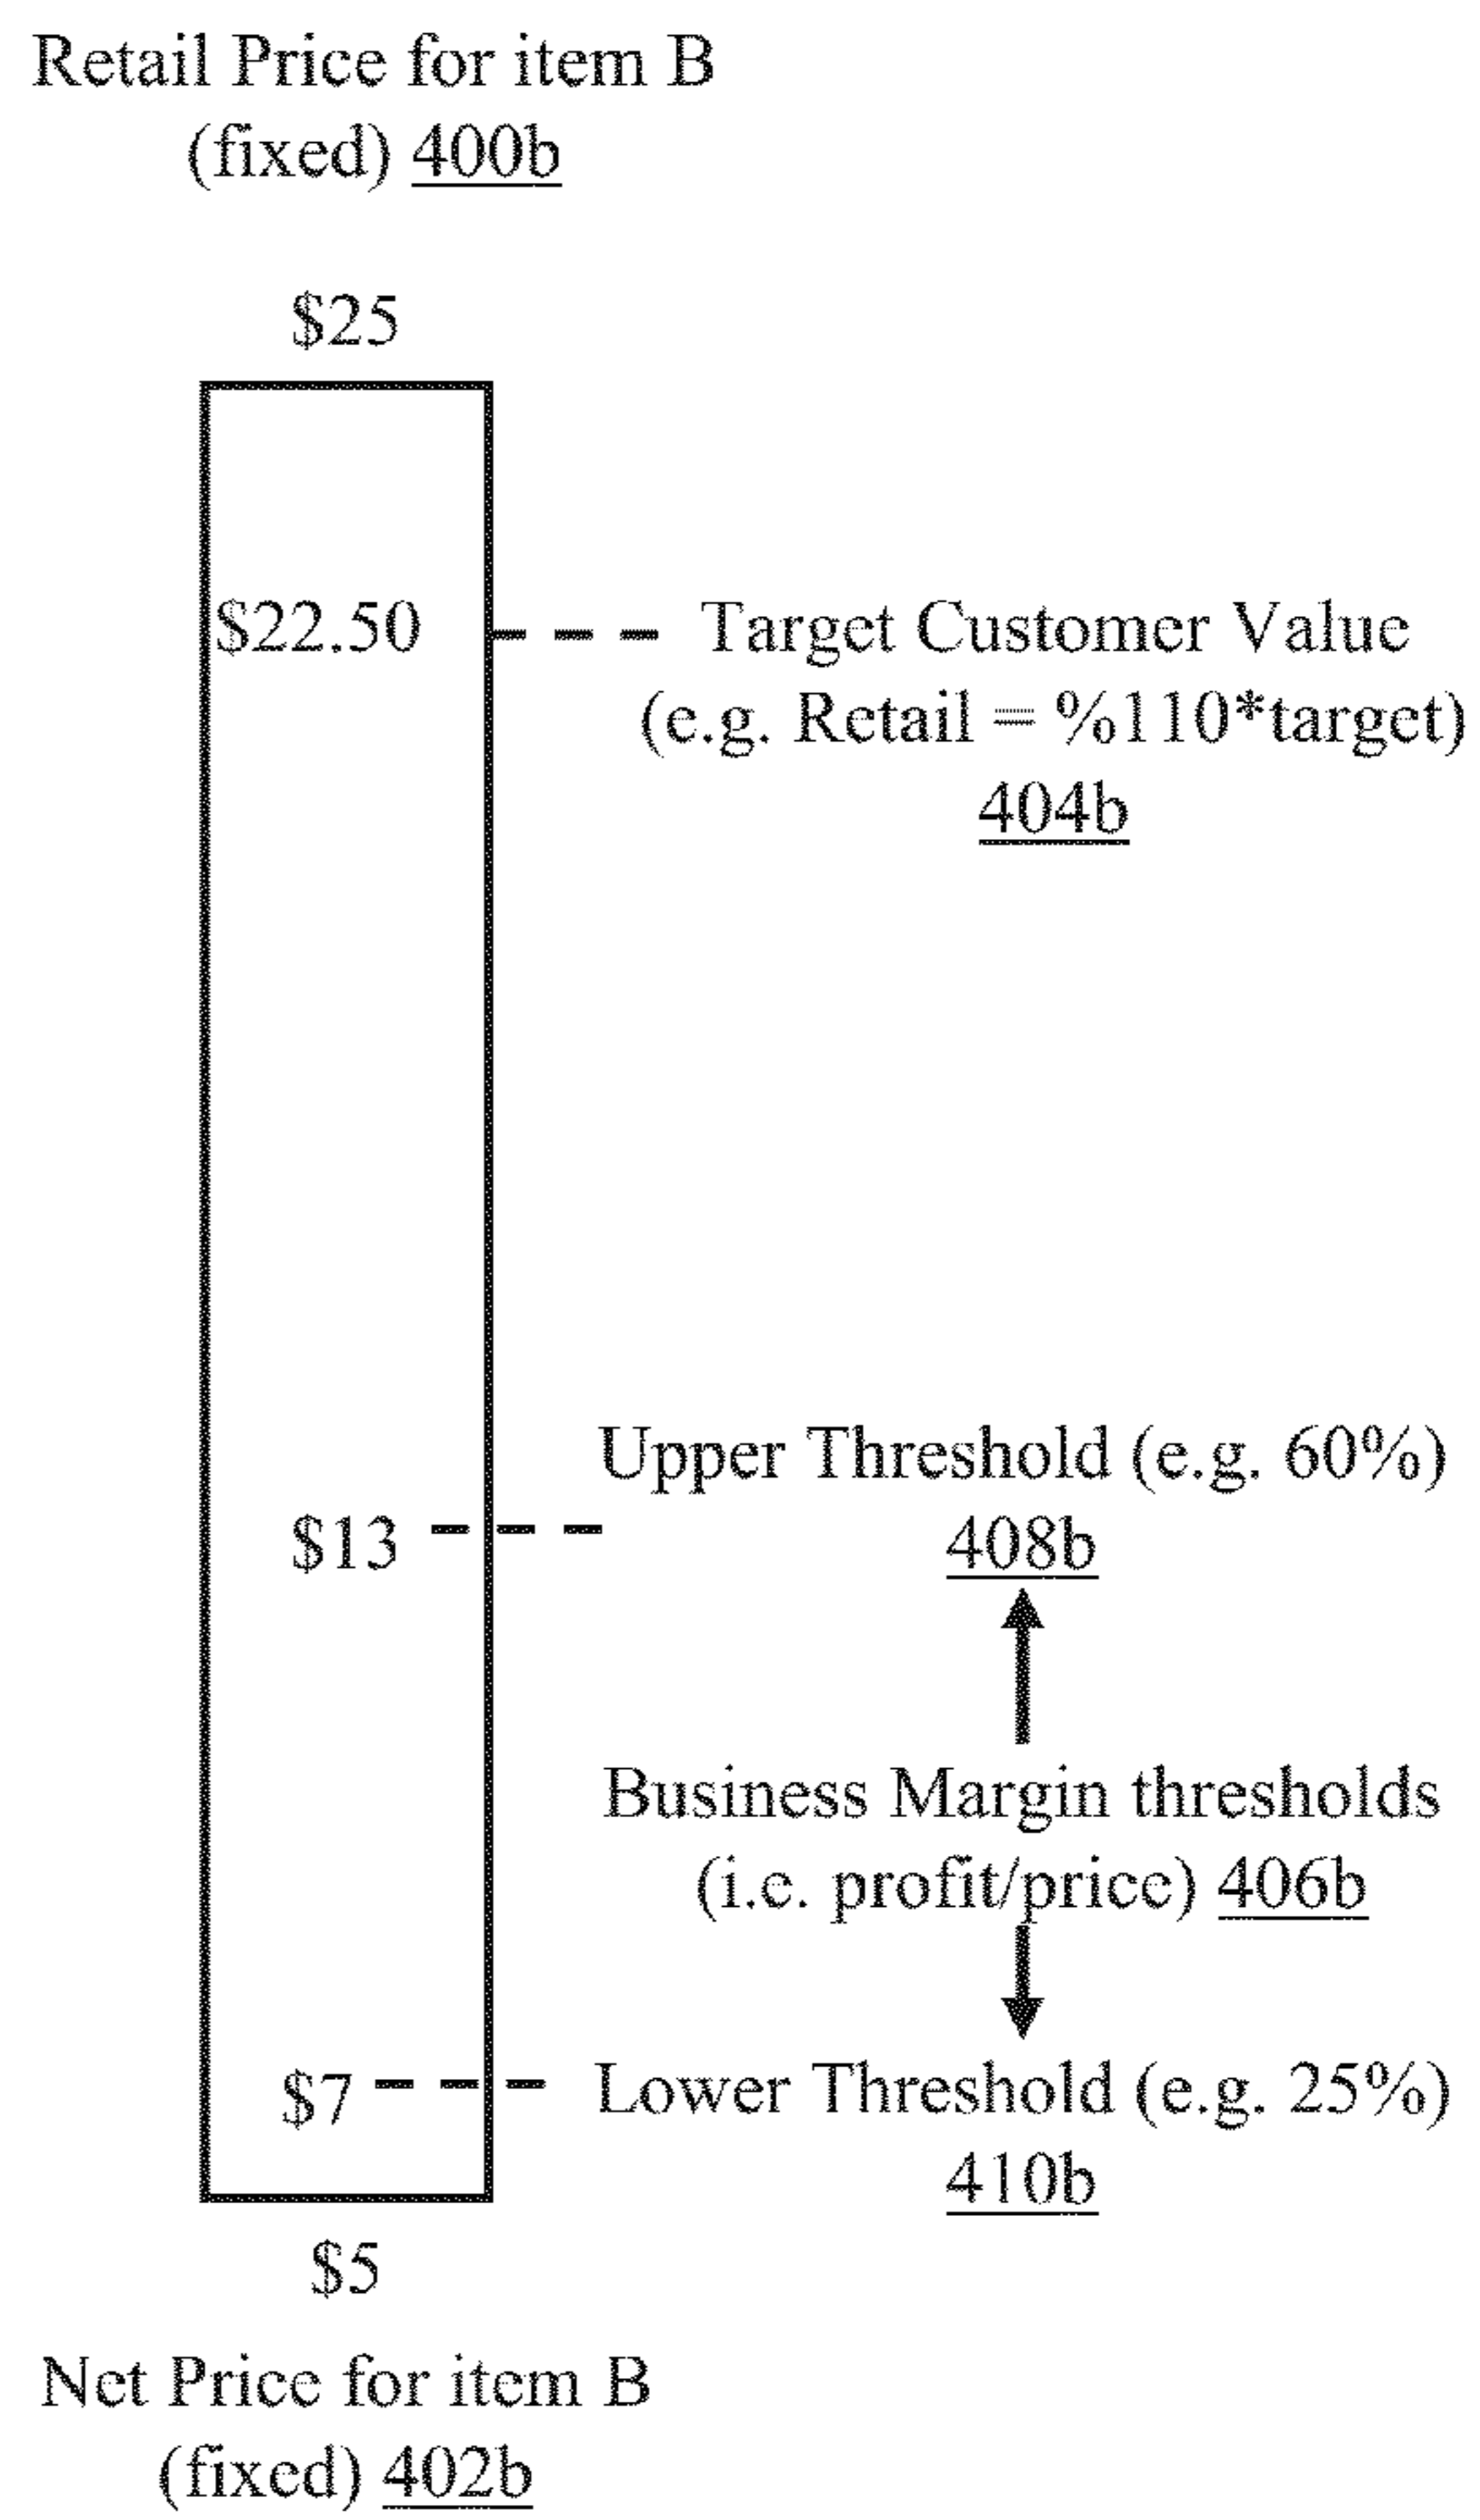 Retail Price for item B
(fixed) 400b
$25
$22.50
Target Customer Value
(e.g. Retail = %110*target)
404b
Upper Threshold (e.g. 60%)
$13
408b
Business Margin thresholds
(i.e. profit/price) 406b
$7
Lower Threshold (e.g. 25%)
410b
$5
Net Price for item B
(fixed) 402b